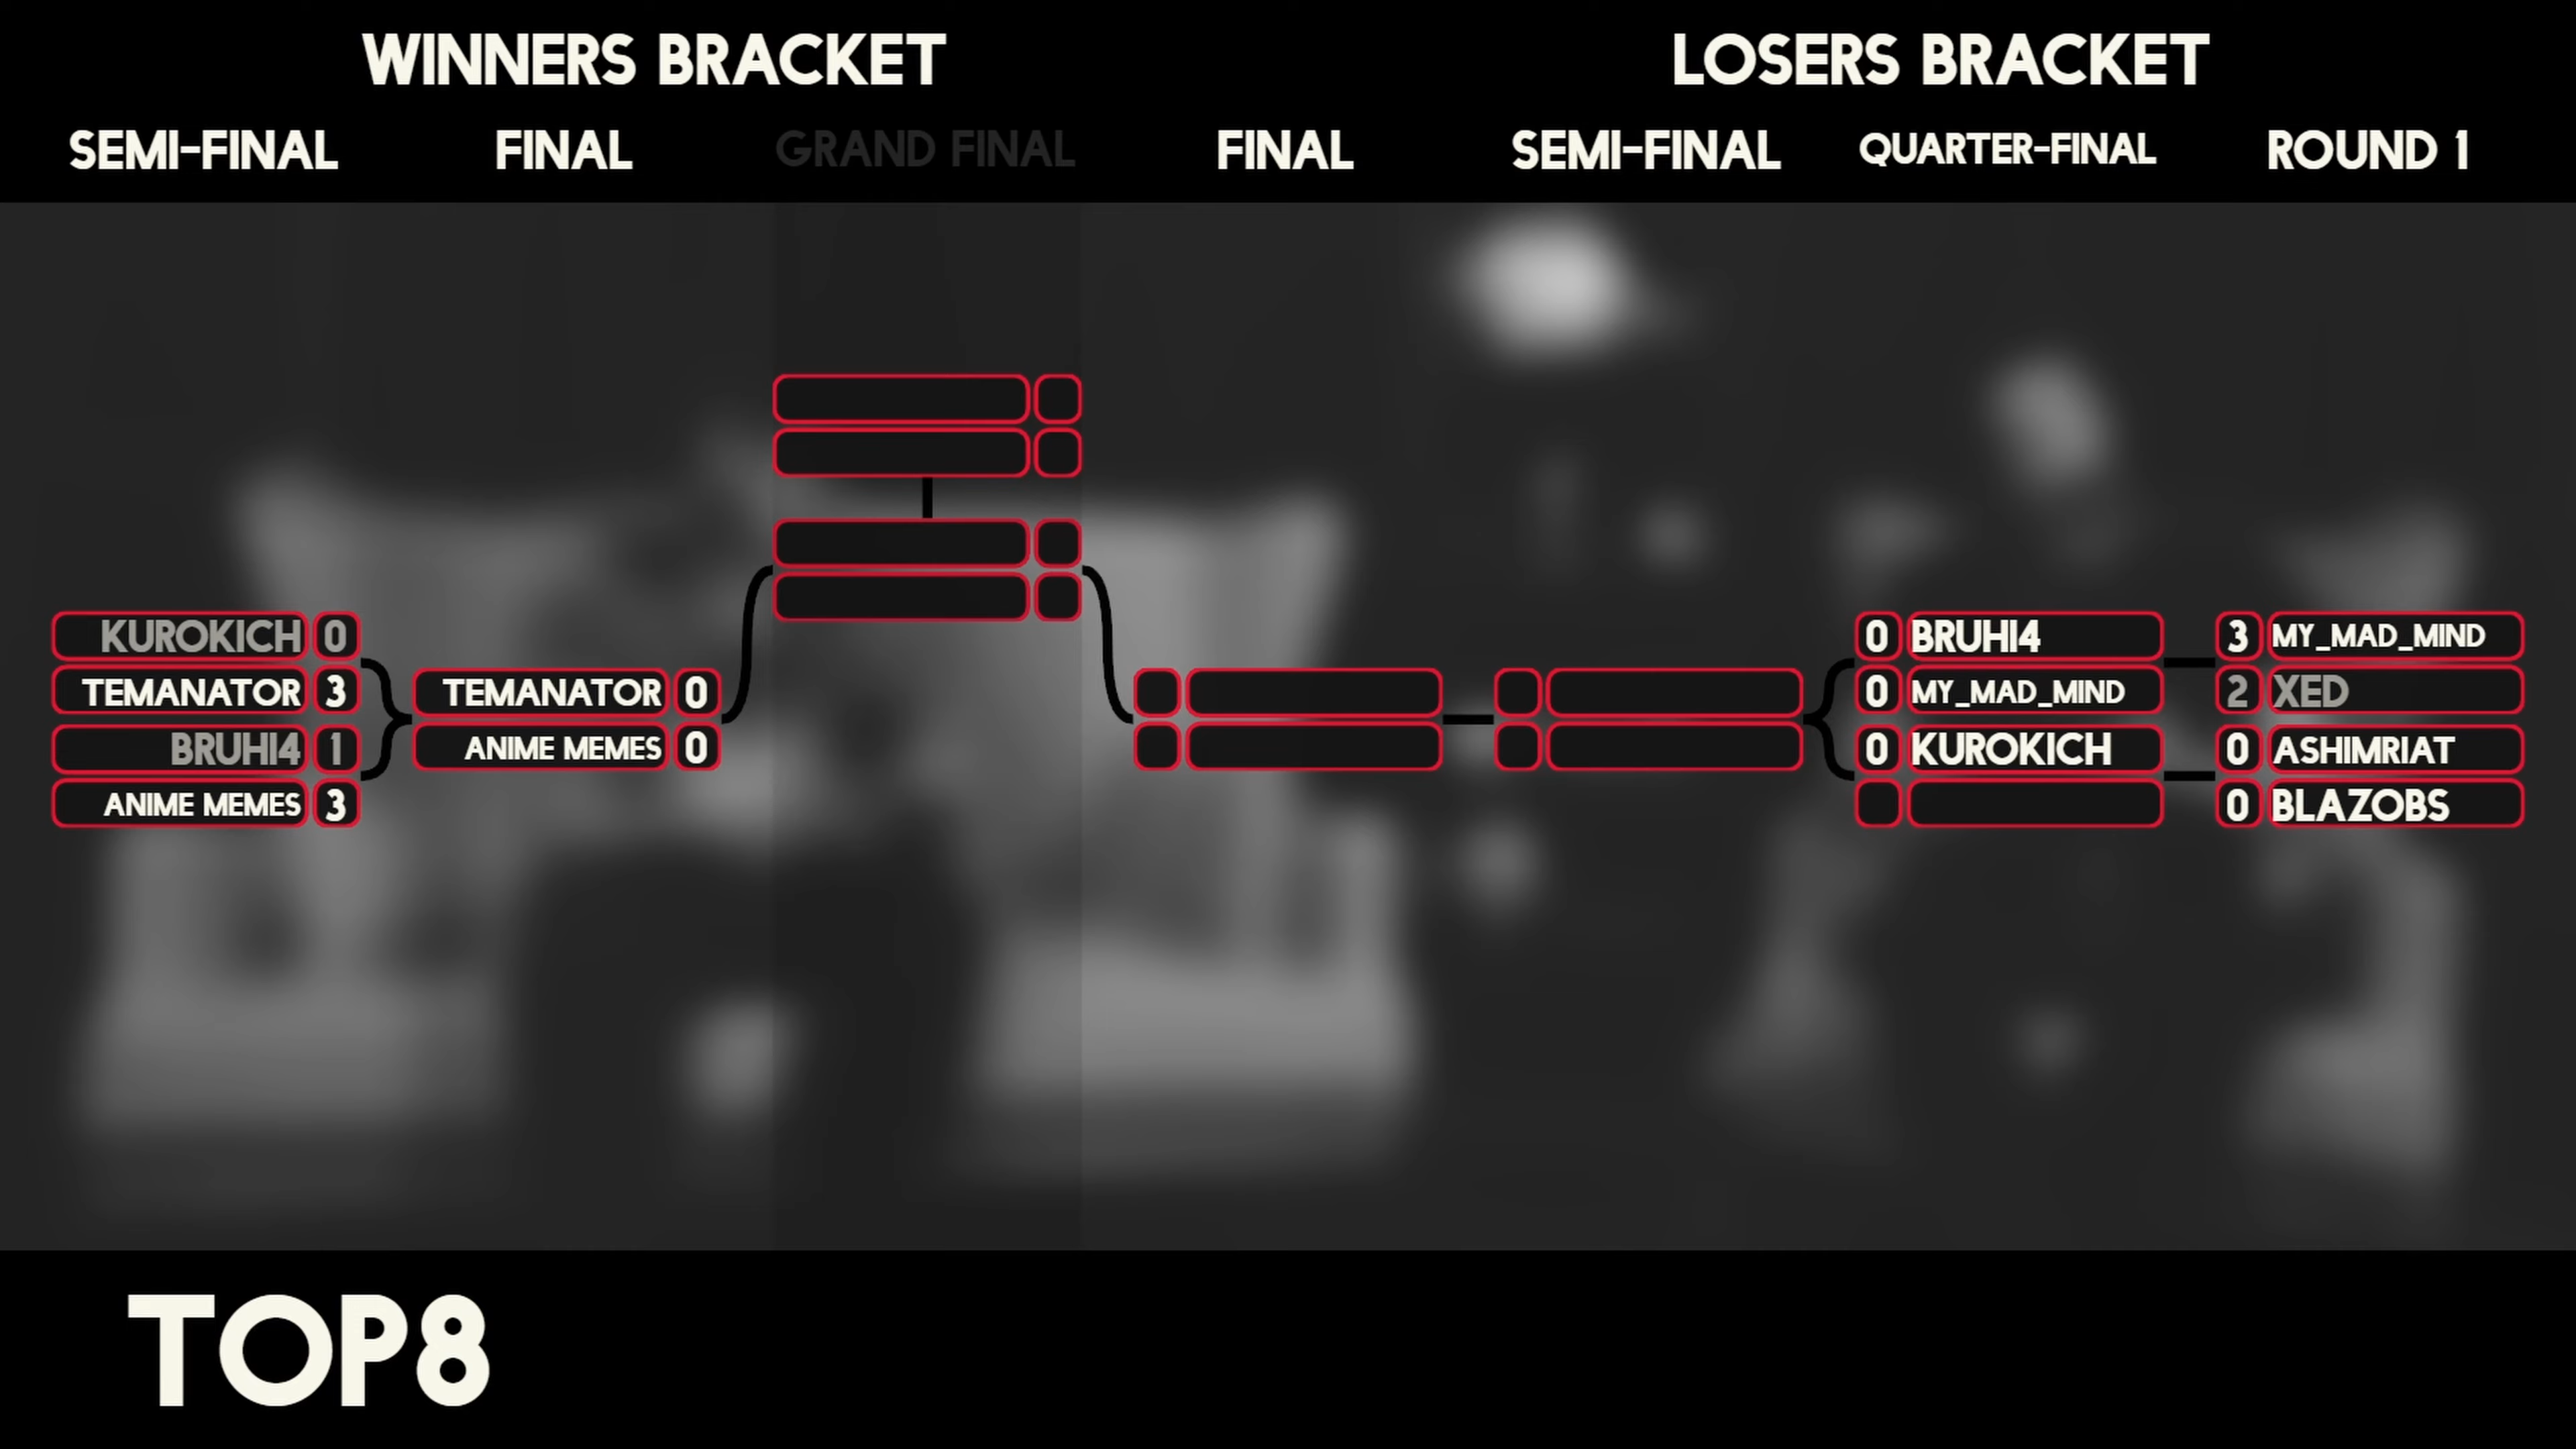 WINNERS BRACKET
LOSERS BRACKET
SEMI-FINAL
FINAL
GRAND FINAL
FINAL
SEMI-FINAL
QUARTER-FINAL
ROUND 1
KUROKICH 0
TEMANATOR 3
BRUHI4 1
ANIME MEMES 3
TEMANATOR 0
ANIME MEMES 0
0 BRUHI4
0 MY_MAD_MIND
0 KUROKICH
3 MY_MAD_MIND
2 XED
0 ASHIMRIAT
0 BLAZOBS
TOP8